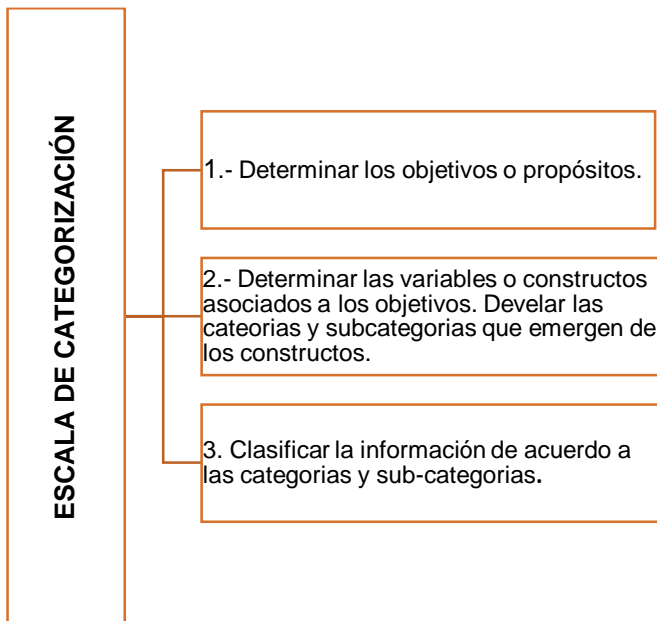 ESCALA DE CATEGORIZACIÓN
1.- Determinar los objetivos o propósitos.
2.- Determinar las variables o constructos
asociados a los objetivos. Develar las
cateorias y subcategorias que emergen de
los constructos.
3. Clasificar la información de acuerdo a
las categorias y sub-categorias.